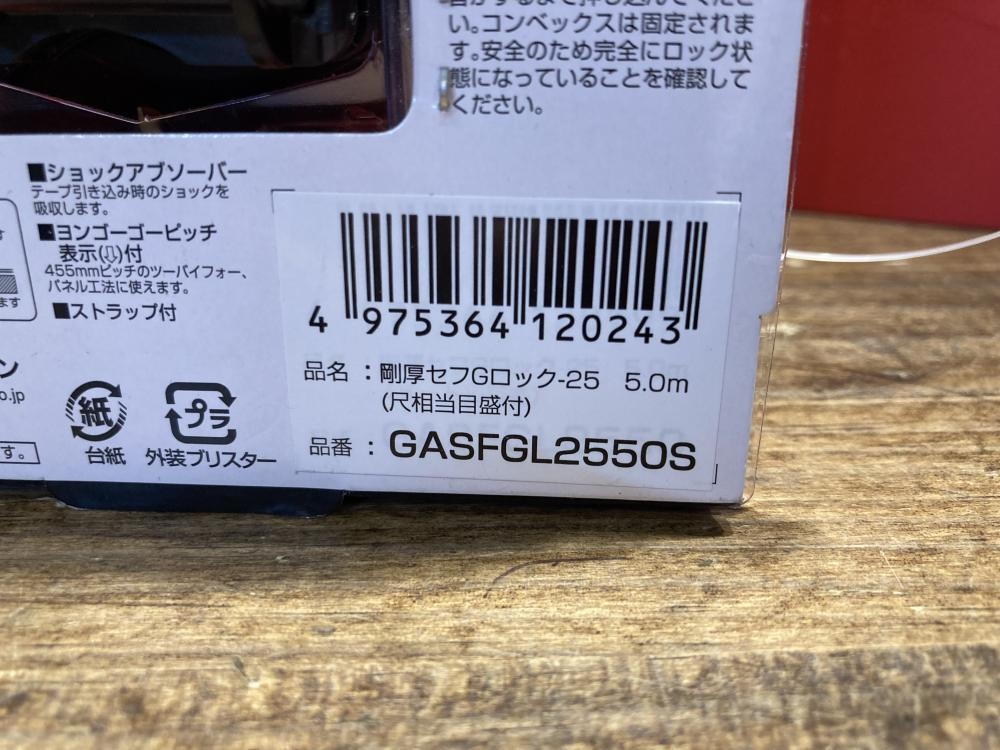 い。コンベックスは固定されま
す。安全のため完全にロック状
態になっていることを確認して
ください。
■ショックアブソーバー
テープ引き込み時のショックを
吸収します。
■ヨンゴーゴーピッチ
表示(⇩)付
455mmピッチのツーバイフォー、
パネル工法に使えます。
■ストラップ付
ます
ン
o.jp
す。
紙
台紙
プラ
外装ブリスター
4 975364 120243
品名：剛厚セフGロック-25 5.0m
(尺相当目盛付)
品番：GASFGL2550S